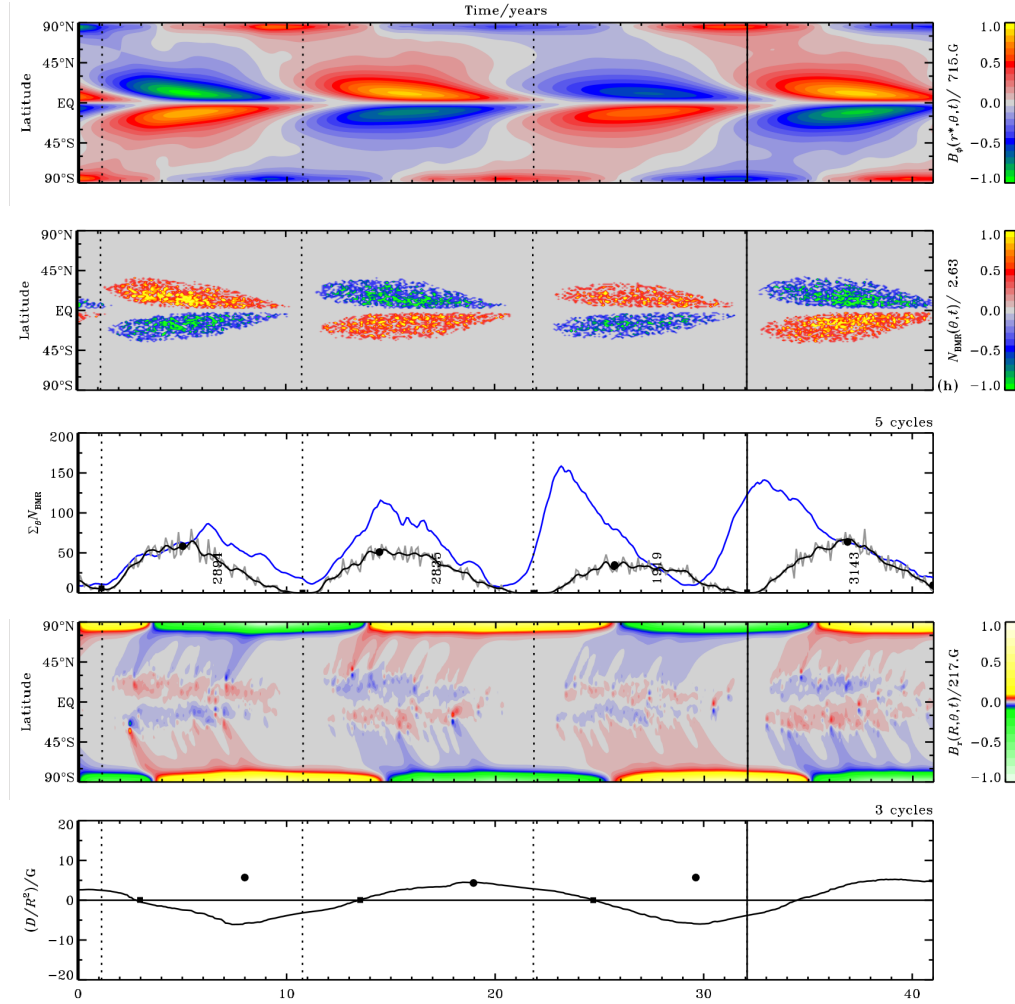 Time/years
90°N
45°N
EQ
45°S
90°S
Latitude
1.0
0.5
0.0
−0.5
−1.0
B_φ(r*,θ,t)/ 715.G
90°N
45°N
EQ
45°S
90°S
Latitude
1.0
0.5
0.0
−0.5
−1.0
N_BMR(θ,t)/ 2.63
(h)
5 cycles
200
150
100
50
0
Σ_θ N_BMR
3143
90°N
45°N
EQ
45°S
90°S
Latitude
1.0
0.5
0.0
−0.5
−1.0
B_r(R,θ,t)/217.G
3 cycles
20
10
0
−10
−20
(D/R²)/G
0 10 20 30 40